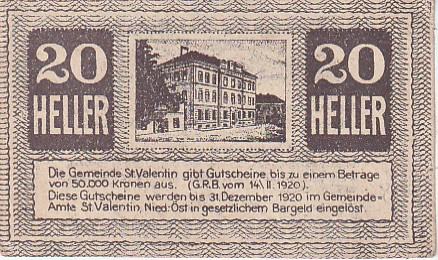 20 HELLER
20 HELLER
Die Gemeinde St.Valentin gibt Gutscheine bis zu einem Betrage
von 50.000 Kronen aus. (G.R.B. vom 14\II. 1920.)
Diese Gutscheine werden bis 31. Dezember 1920 im Gemeinde-
Amte St.Valentin, Nied: Öst in gesetzlichem Bargeld eingelöst.